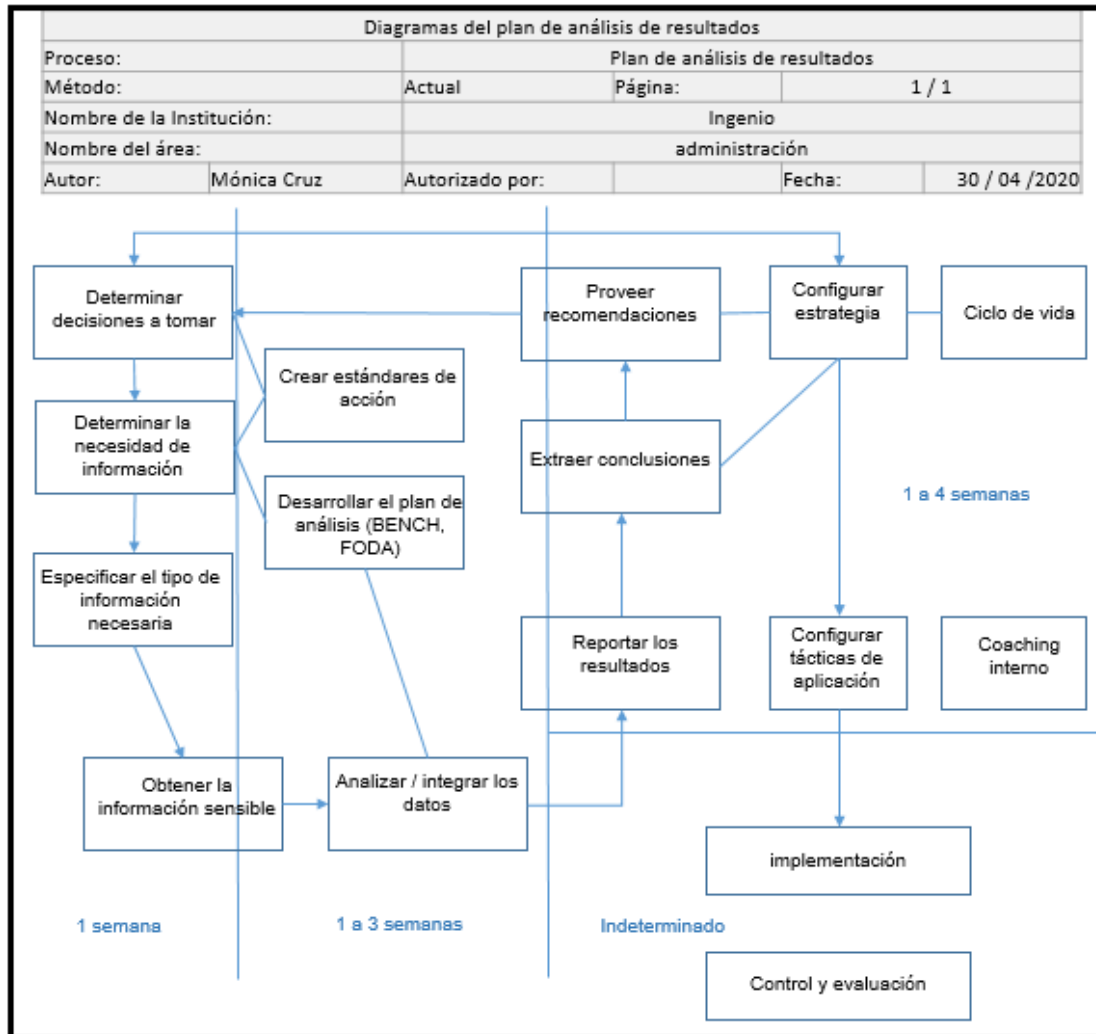 Diagramas del plan de análisis de resultados
Proceso: Plan de análisis de resultados
Método: Actual Página: 1 / 1
Nombre de la Institución: Ingenio
Nombre del área: administración
Autor: Mónica Cruz Autorizado por: Fecha: 30 / 04 /2020
Determinar
decisiones a tomar
Proveer
recomendaciones
Configurar
estrategia
Ciclo de vida
Crear estándares de
acción
Determinar la
necesidad de
información
Extraer conclusiones
Desarrollar el plan de
análisis (BENCH,
FODA)
1 a 4 semanas
Especificar el tipo de
información
necesaria
Reportar los
resultados
Configurar
tácticas de
aplicación
Coaching
interno
Obtener la
información sensible
Analizar / integrar los
datos
implementación
1 semana
1 a 3 semanas
Indeterminado
Control y evaluación